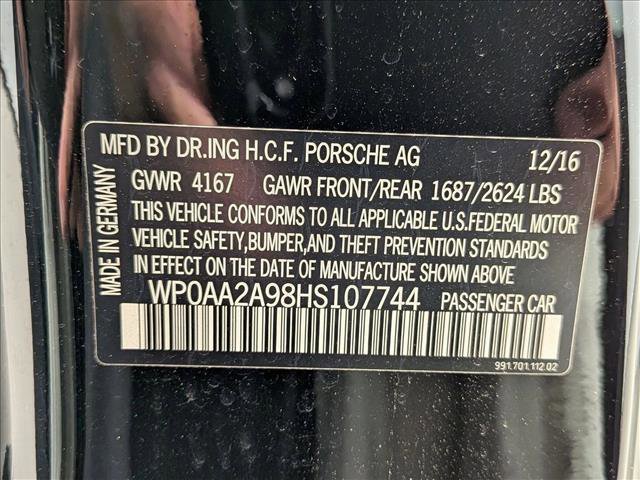 MFD BY DR.ING H.C.F. PORSCHE AG 12/16
GVWR 4167 GAWR FRONT/REAR 1687/2624 LBS
THIS VEHICLE CONFORMS TO ALL APPLICABLE U.S.FEDERAL MOTOR
VEHICLE SAFETY,BUMPER,AND THEFT PREVENTION STANDARDS
IN EFFECT ON THE DATE OF MANUFACTURE SHOWN ABOVE
WP0AA2A98HS107744 PASSENGER CAR
991.701.112.02
MADE IN GERMANY